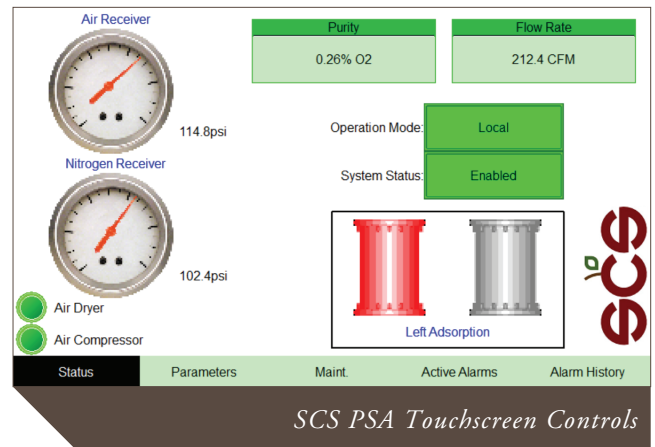 Air Receiver
114.8psi
Nitrogen Receiver
102.4psi
Air Dryer
Air Compressor
Purity
0.26% O2
Flow Rate
212.4 CFM
Operation Mode: Local
System Status: Enabled
Left Adsorption
scs
Status Parameters Maint. Active Alarms Alarm History
SCS PSA Touchscreen Controls